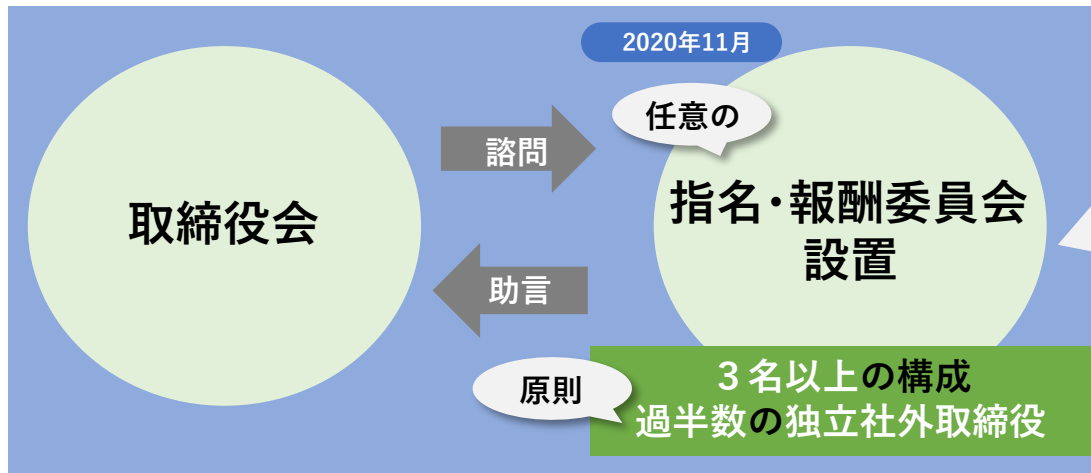 2020年11月
任意の
諮問
取締役会
指名・報酬委員会
設置
助言
原則
３名以上の構成
過半数の独立社外取締役